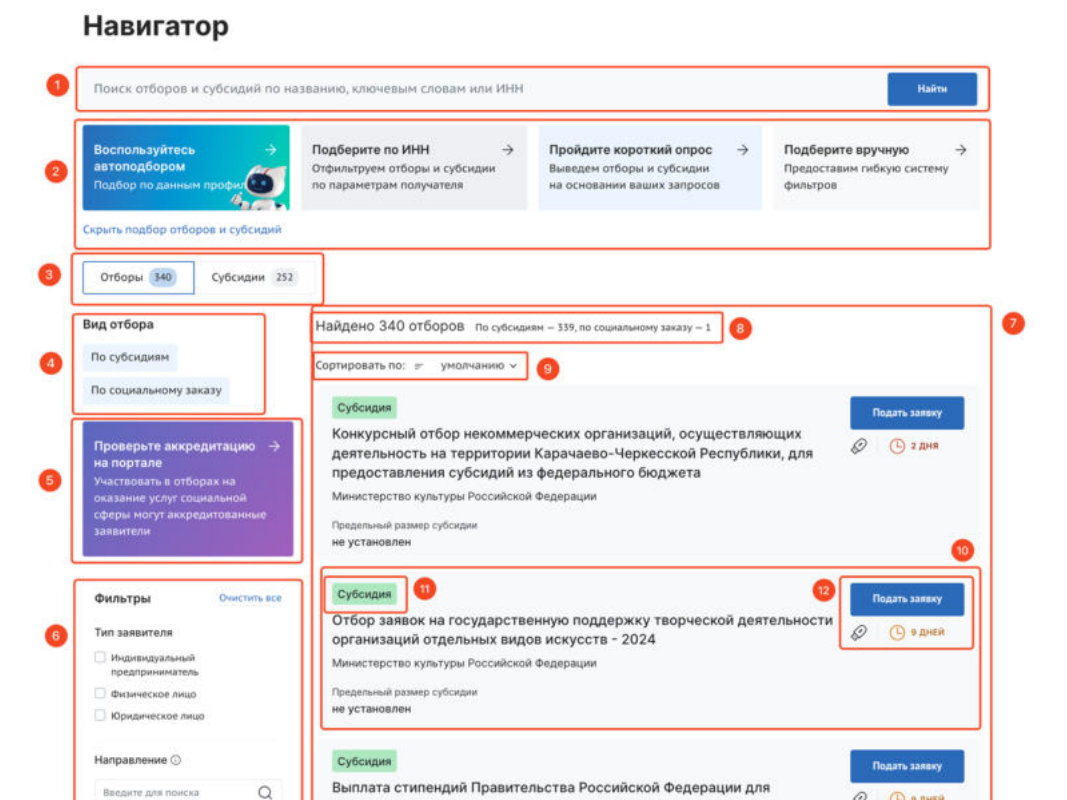 Навигатор
1
Поиск отборов и субсидий по названию, ключевым словам или ИНН
Найти
2
Воспользуйтесь
автоподбором
Подбор по данным профил
Подберите по ИНН
Отфильтруем отборы и субсидии
по параметрам получателя
Пройдите короткий опрос
Выведем отборы и субсидии
на основании ваших запросов
Подберите вручную
Предоставим гибкую систему
фильтров
Скрыть подбор отборов и субсидий
3
Отборы 340
Субсидии 252
4
Вид отбора
По субсидиям
По социальному заказу
5
Проверьте аккредитацию
на портале
Участвовать в отборах на
оказание услуг социальной
сферы могут аккредитованные
заявители
6
Фильтры
Очистить все
Тип заявителя
Индивидуальный
предприниматель
Физическое лицо
Юридическое лицо
Направление
Введите для поиска
7
Найдено 340 отборов По субсидиям – 339, по социальному заказу – 1
8
Сортировать по: умолчанию
9
Субсидия
Подать заявку
2 ДНЯ
Конкурсный отбор некоммерческих организаций, осуществляющих
деятельность на территории Карачаево-Черкесской Республики, для
предоставления субсидий из федерального бюджета
Министерство культуры Российской Федерации
Предельный размер субсидии
не установлен
10
Субсидия
11
12
Подать заявку
9 ДНЕЙ
Отбор заявок на государственную поддержку творческой деятельности
организаций отдельных видов искусств - 2024
Министерство культуры Российской Федерации
Предельный размер субсидии
не установлен
Субсидия
Подать заявку
9 ДНЕЙ
Выплата стипендий Правительства Российской Федерации для